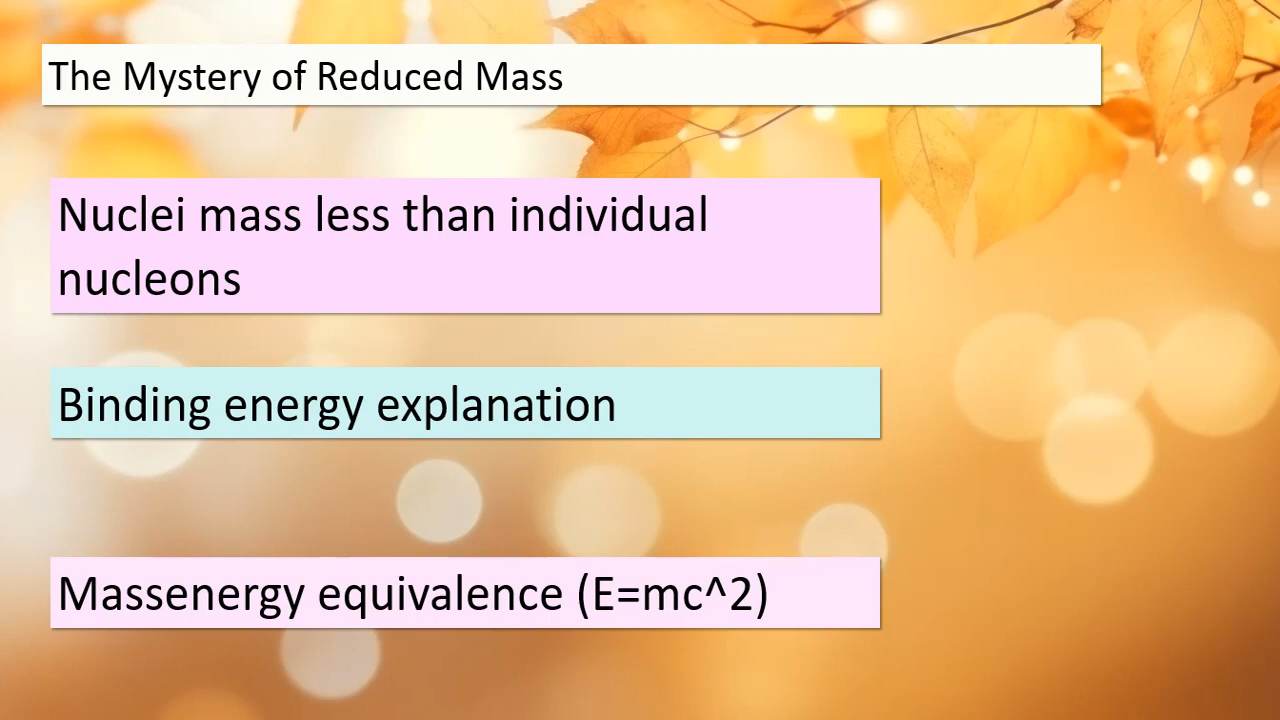 The Mystery of Reduced Mass
Nuclei mass less than individual
nucleons
Binding energy explanation
Massenergy equivalence (E=mc^2)